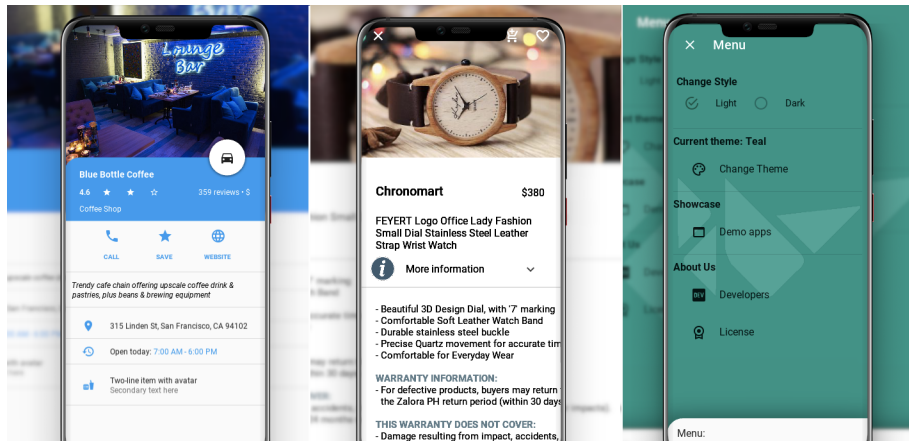 Lounge
Bar
Blue Bottle Coffee
4.6
359 reviews • $
Coffee Shop
CALL
SAVE
WEBSITE
Trendy cafe chain offering upscale coffee drink &
pastries, plus beans & brewing equipment
315 Linden St, San Francisco, CA 94102
Open today: 7:00 AM - 6:00 PM
Two-line item with avatar
Secondary text here
Chronomart
$380
FEYERT Logo Office Lady Fashion
Small Dial Stainless Steel Leather
Strap Wrist Watch
i
More information
- Beautiful 3D Design Dial, with '7' marking
- Comfortable Soft Leather Watch Band
- Durable stainless steel buckle
- Precise Quartz movement for accurate tim
- Comfortable for Everyday Wear
WARRANTY INFORMATION:
- For defective products, buyers may return
the Zalora PH return period (within 30 days
THIS WARRANTY DOES NOT COVER:
- Damage resulting from impact, accidents,
Menu
Change Style
Light
Dark
Current theme: Teal
Change Theme
Showcase
Demo apps
About Us
DEV
Developers
License
Menu: